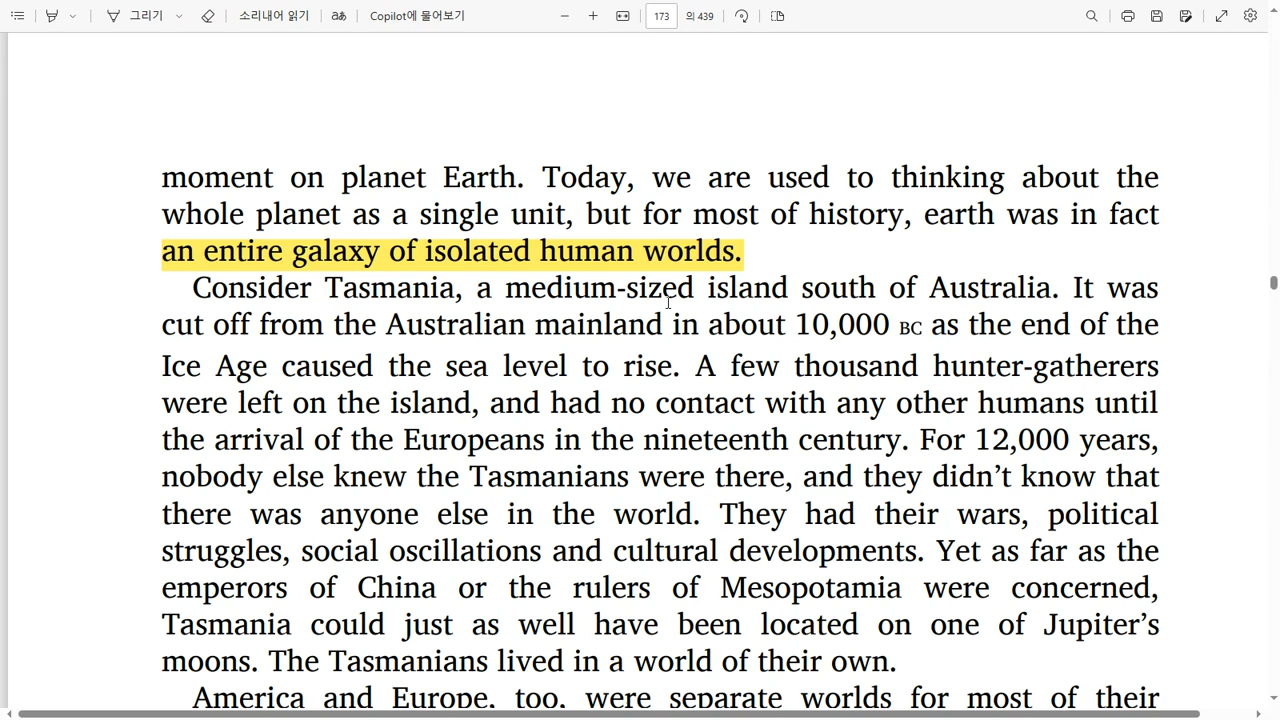 그리기 소리내어 읽기 aあ Copilot에 물어보기 173 의 439
moment on planet Earth. Today, we are used to thinking about the
whole planet as a single unit, but for most of history, earth was in fact
an entire galaxy of isolated human worlds.
Consider Tasmania, a medium-sized island south of Australia. It was
cut off from the Australian mainland in about 10,000 BC as the end of the
Ice Age caused the sea level to rise. A few thousand hunter-gatherers
were left on the island, and had no contact with any other humans until
the arrival of the Europeans in the nineteenth century. For 12,000 years,
nobody else knew the Tasmanians were there, and they didn’t know that
there was anyone else in the world. They had their wars, political
struggles, social oscillations and cultural developments. Yet as far as the
emperors of China or the rulers of Mesopotamia were concerned,
Tasmania could just as well have been located on one of Jupiter’s
moons. The Tasmanians lived in a world of their own.
America and Europe, too, were separate worlds for most of their